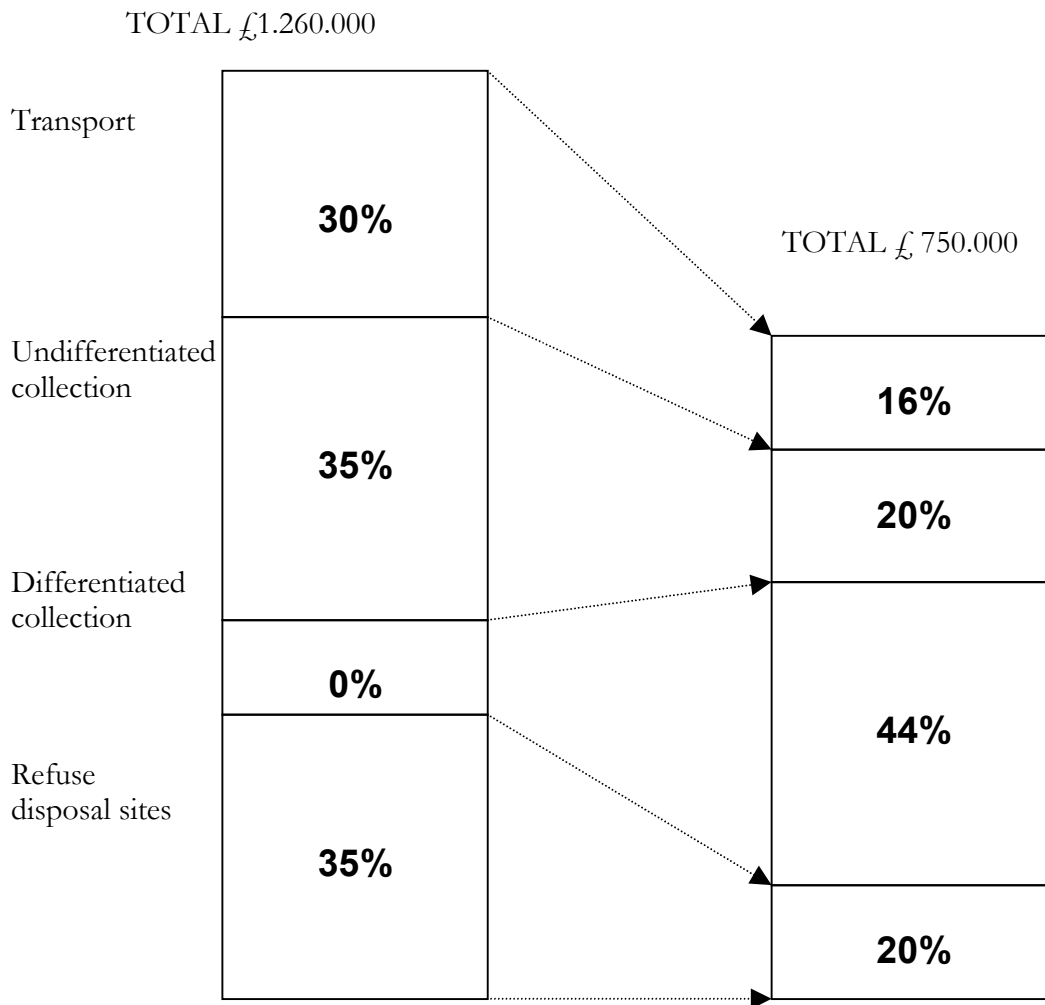 TOTAL £1.260.000
Transport
30%
TOTAL £ 750.000
Undifferentiated
collection
35%
16%
20%
Differentiated
collection
0%
44%
Refuse
disposal sites
35%
20%